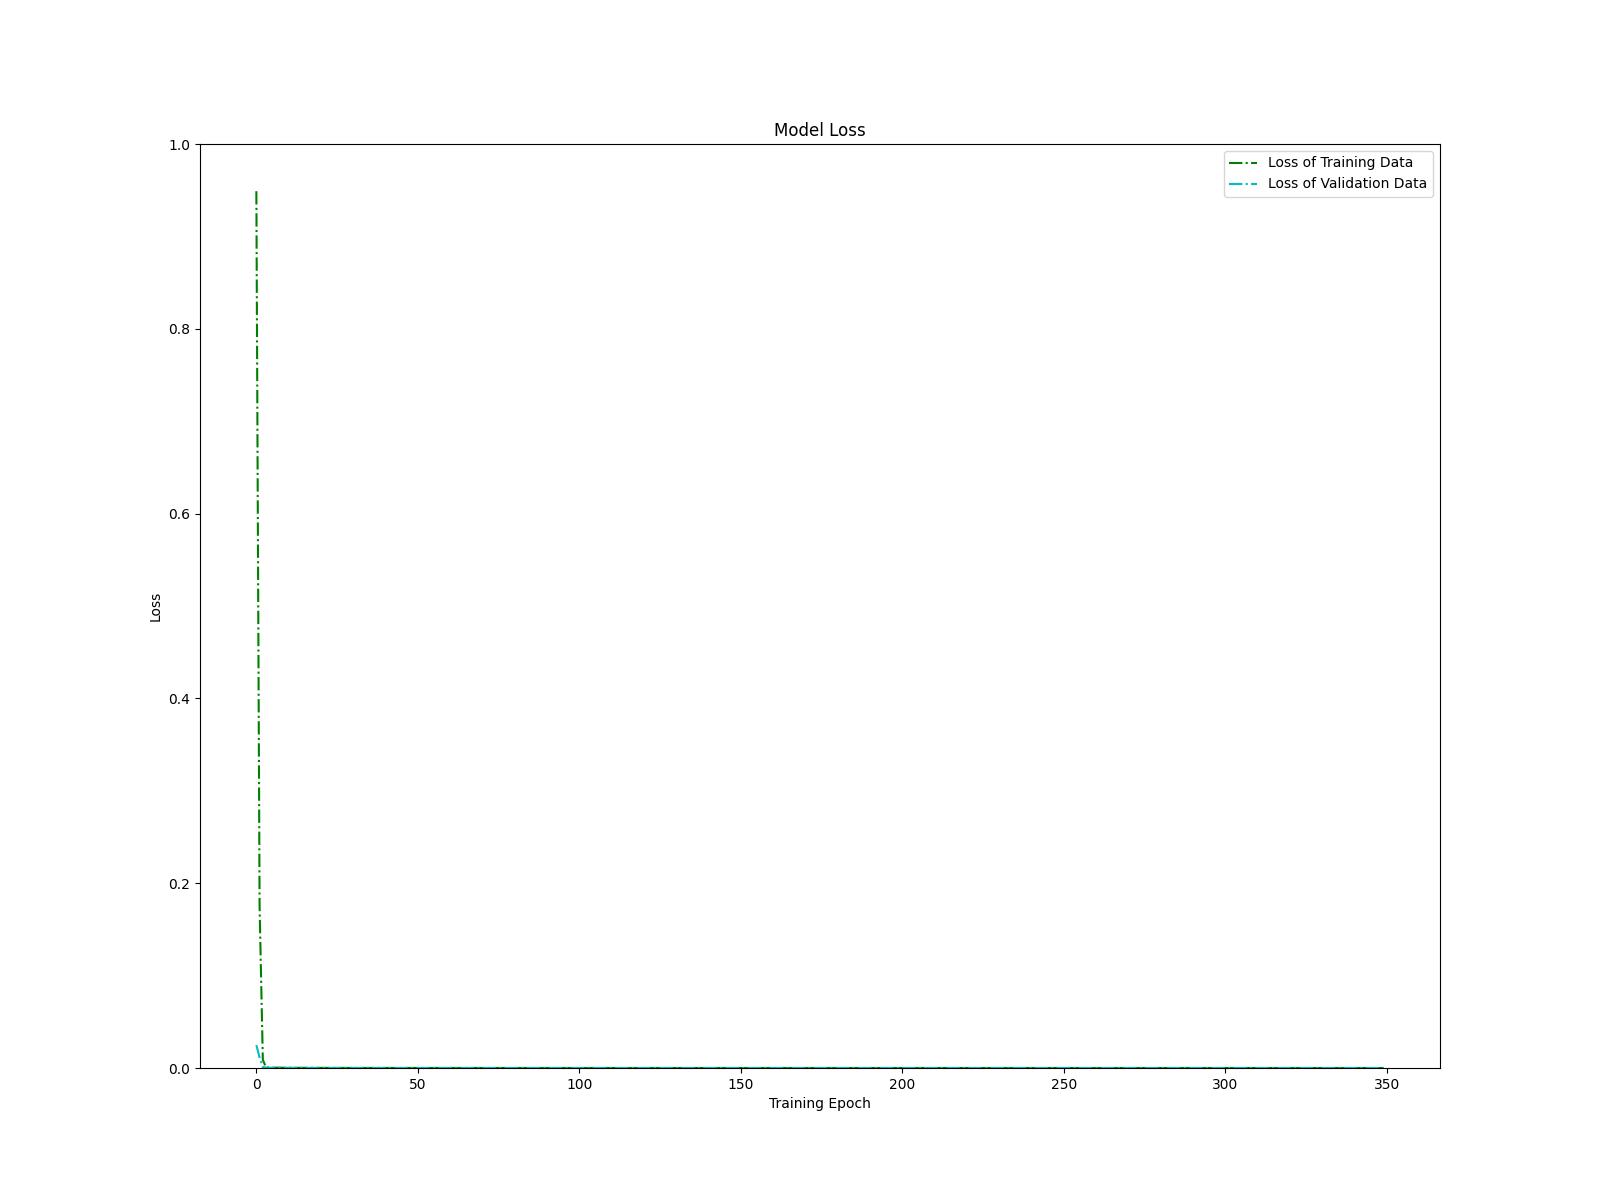 Model Loss
Loss of Training Data
Loss of Validation Data
1.0
0.8
0.6
0.4
0.2
0.0
Loss
0 50 100 150 200 250 300 350
Training Epoch